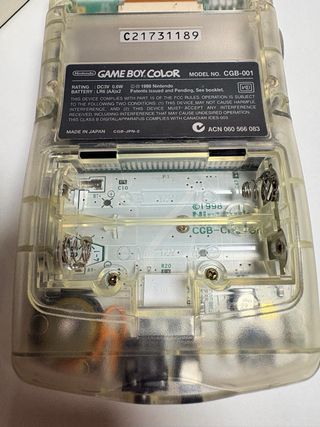 C21731189
Nintendo
GAME BOY COLOR
MODEL NO. CGB-001
RATING : DC3V 0.6W
BATTERY : LR6 (AA)x2
©1998 Nintendo
Patents Issued and Pending, See booklet.
THIS DEVICE COMPLIES WITH PART 15 OF THE FCC RULES. OPERATION IS SUBJECT
TO THE FOLLOWING TWO CONDITIONS: (1) THIS DEVICE MAY NOT CAUSE HARMFUL
INTERFERENCE, AND (2) THIS DEVICE MUST ACCEPT ANY INTERFERENCE
RECEIVED, INCLUDING INTERFERENCE THAT MAY CAUSE UNDESIRED OPERATION.
THIS CLASS B DIGITAL APPARATUS COMPLIES WITH CANADIAN ICES-003.
MADE IN JAPAN
CGB-JPN-2
N
ACN 060 566 083
C10
F1
©1998
R20